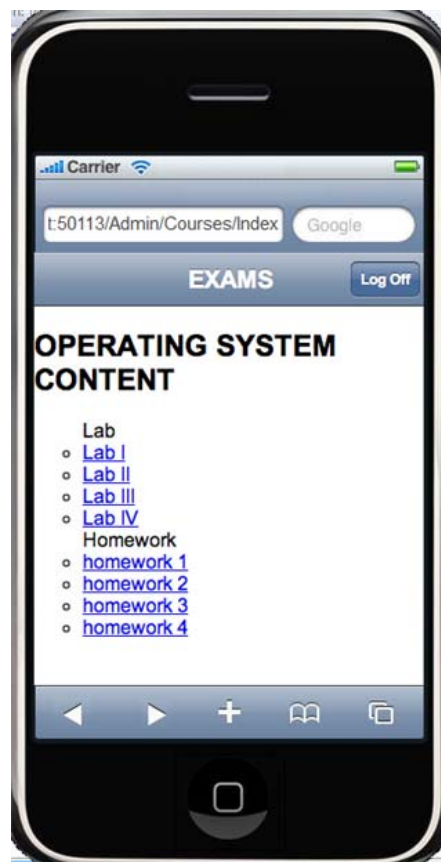 Carrier
t:50113/Admin/Courses/Index Google
EXAMS Log Off
OPERATING SYSTEM
CONTENT
Lab
Lab I
Lab II
Lab III
Lab IV
Homework
homework 1
homework 2
homework 3
homework 4